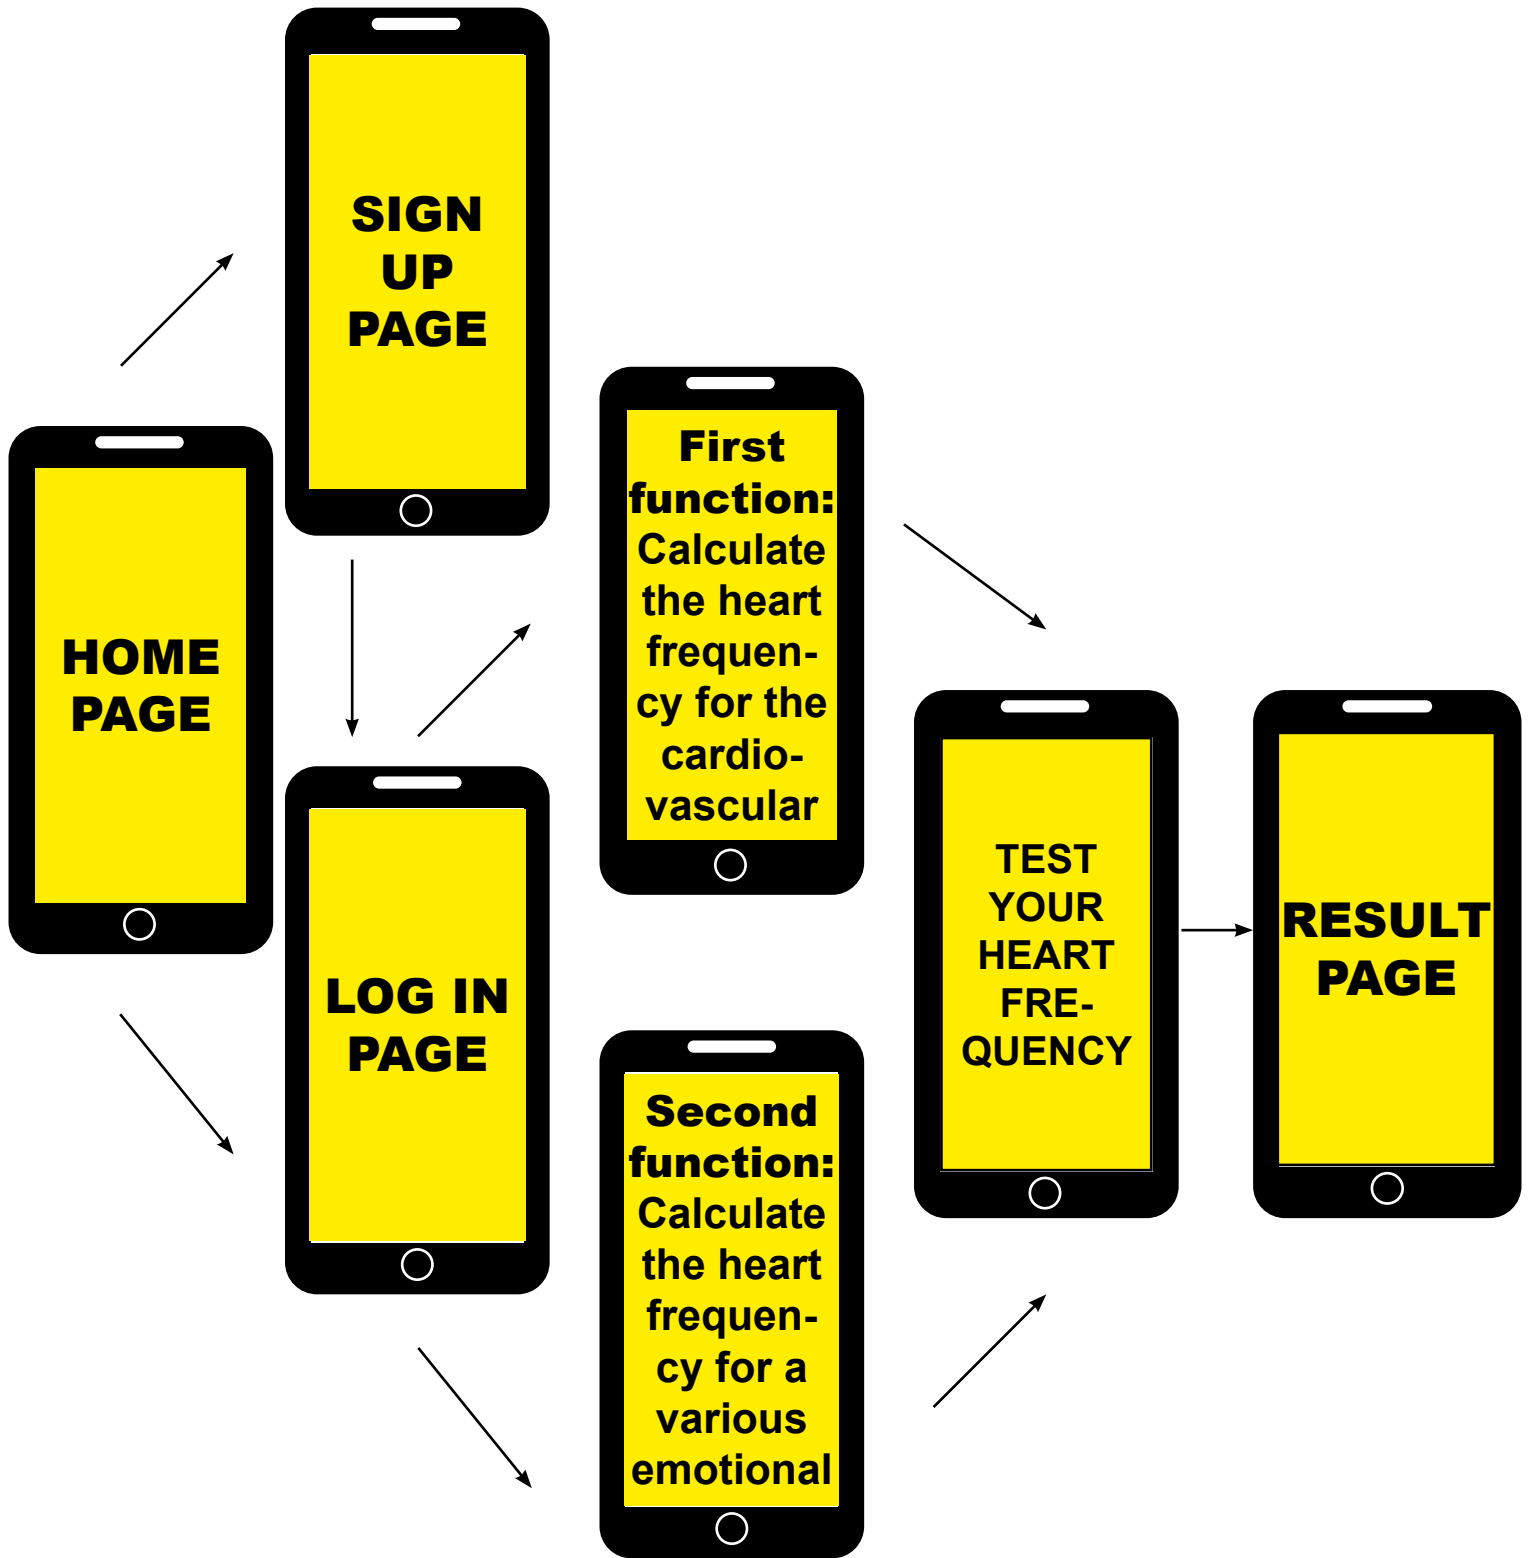 SIGN
UP
PAGE
HOME
PAGE
LOG IN
PAGE
First
function:
Calculate
the heart
frequen-
cy for the
cardio-
vascular
Second
function:
Calculate
the heart
frequen-
cy for a
various
emotional
TEST
YOUR
HEART
FRE-
QUENCY
RESULT
PAGE